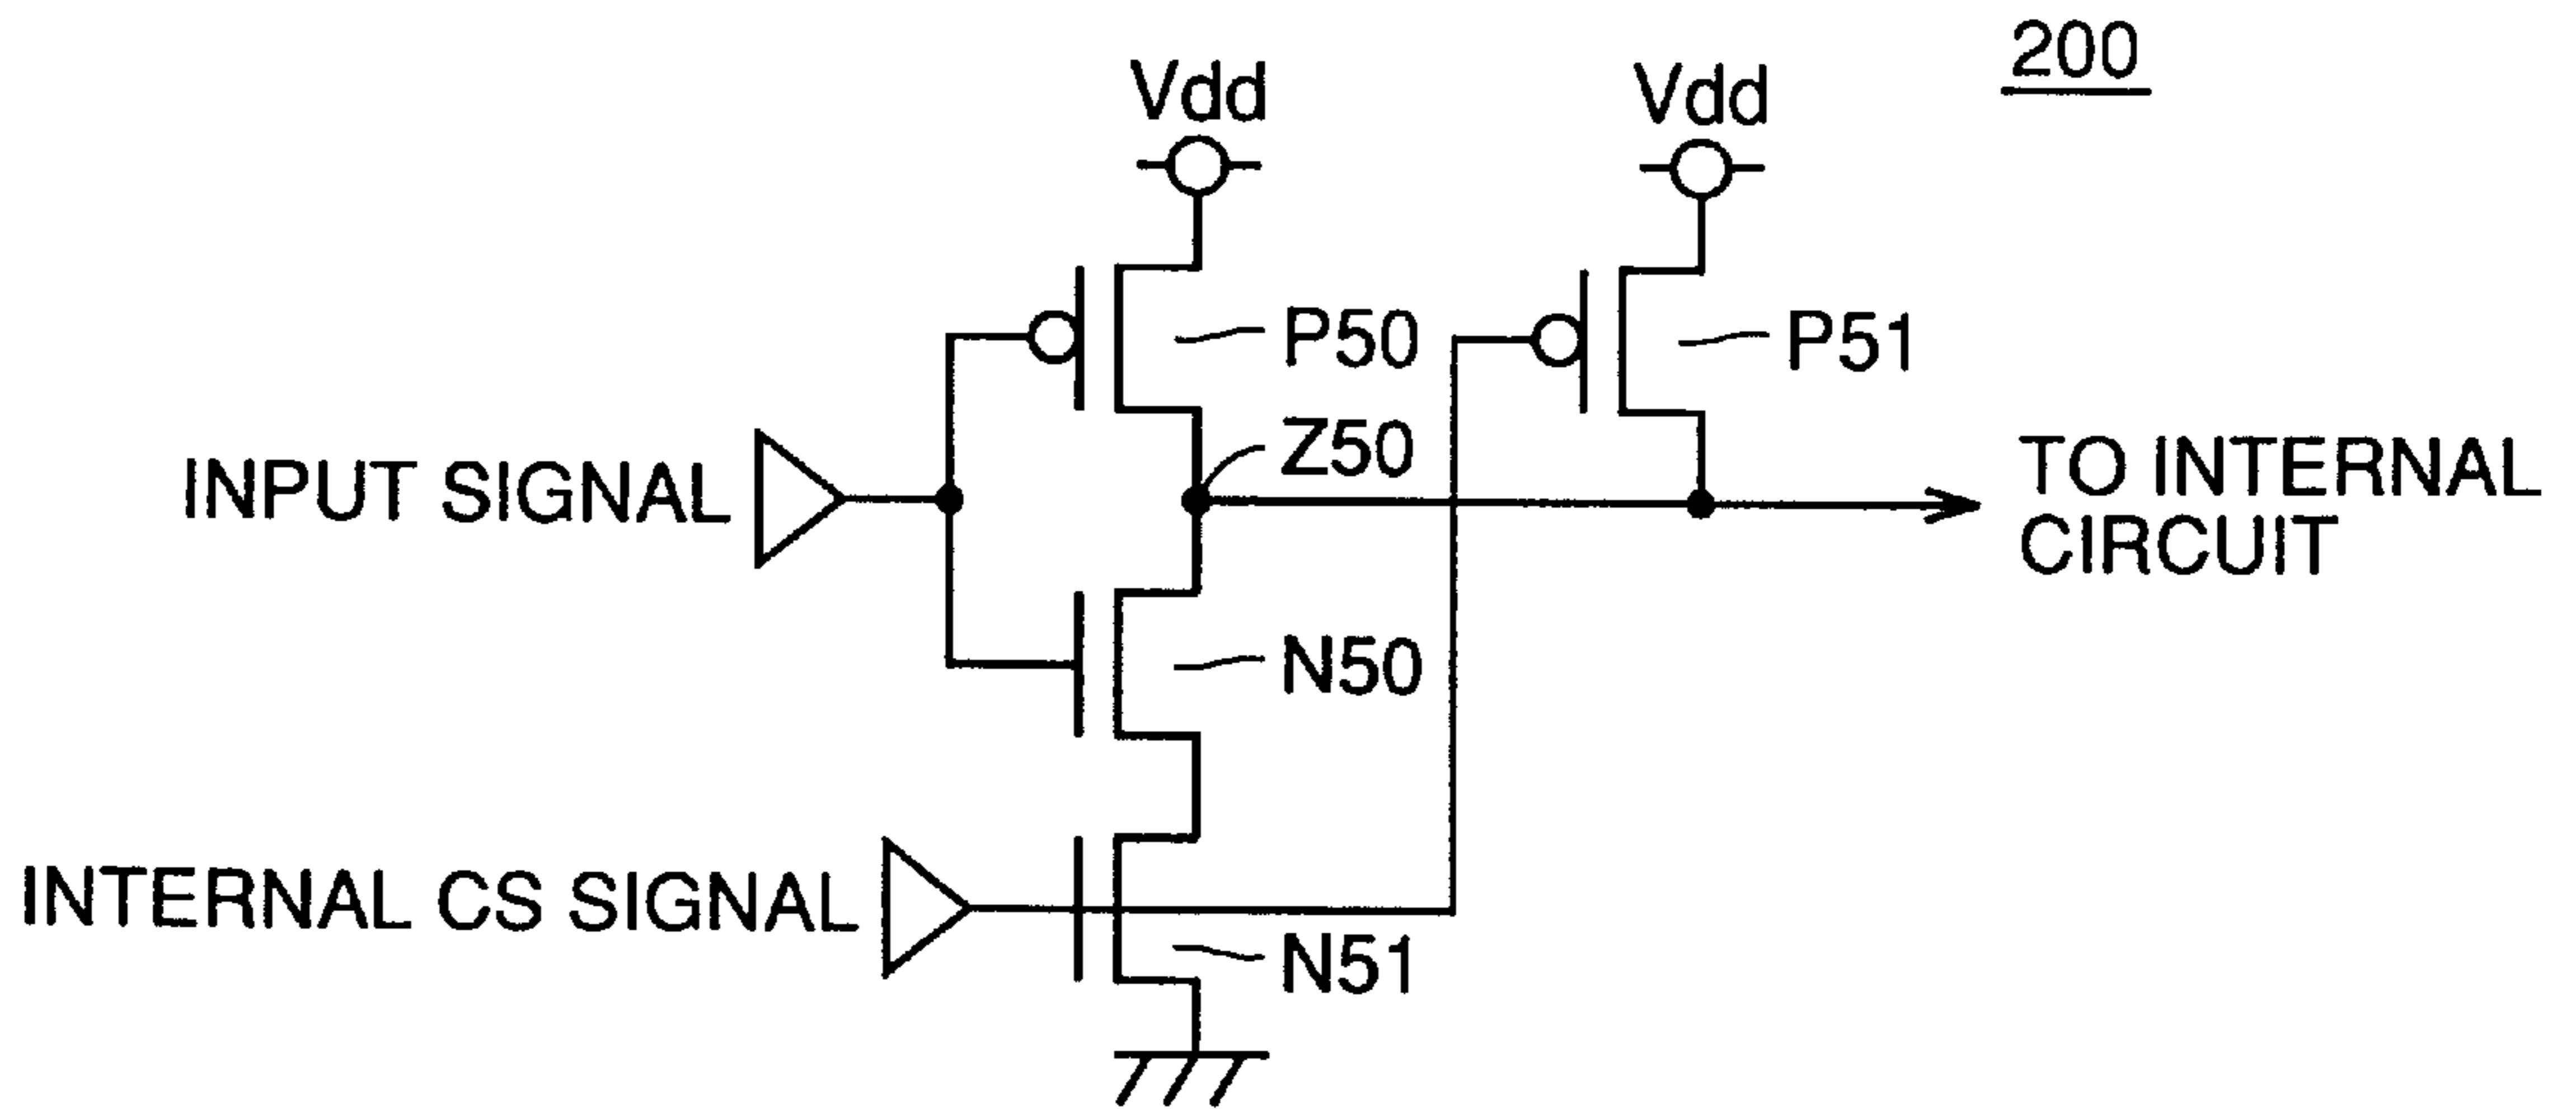 200
Vdd
Vdd
P50
P51
Z50
INPUT SIGNAL
TO INTERNAL
CIRCUIT
N50
INTERNAL CS SIGNAL
N51